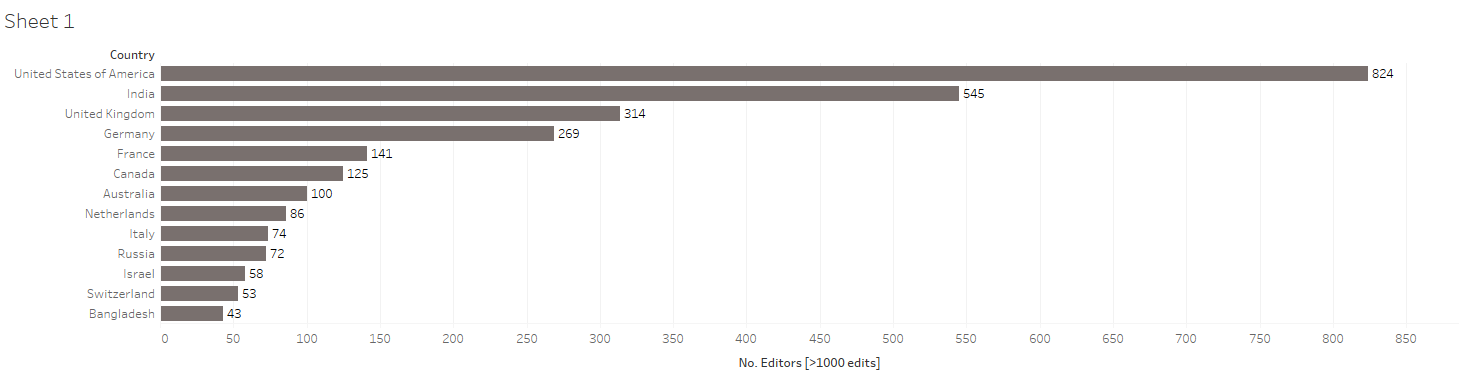 Sheet 1
Country
United States of America 824
India 545
United Kingdom 314
Germany 269
France 141
Canada 125
Australia 100
Netherlands 86
Italy 74
Russia 72
Israel 58
Switzerland 53
Bangladesh 43
0 50 100 150 200 250 300 350 400 450 500 550 600 650 700 750 800 850
No. Editors [>1000 edits]